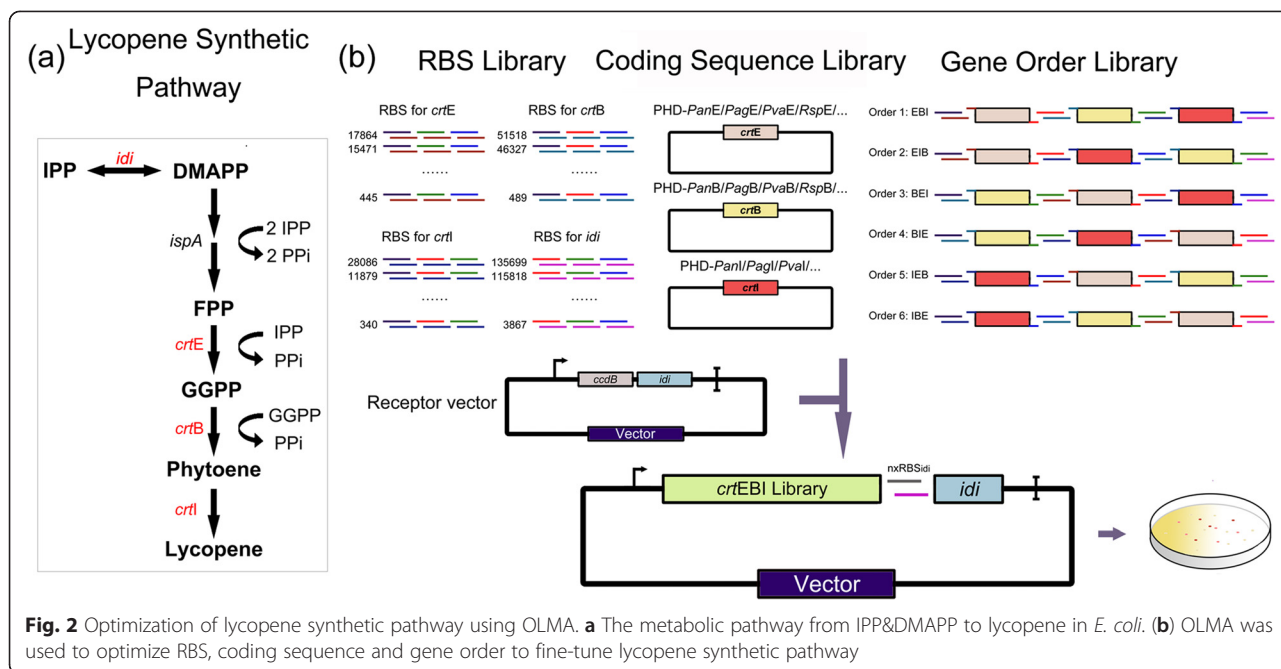 (a) Lycopene Synthetic
Pathway
IPP
idi
DMAPP
ispA
2 IPP
2 PPi
FPP
crtE
IPP
PPi
GGPP
crtB
GGPP
PPi
Phytoene
crtI
Lycopene
(b) RBS Library Coding Sequence Library Gene Order Library
RBS for crtE
17864
15471
......
445
RBS for crtB
51518
46327
......
489
RBS for crtI
28086
11879
......
340
RBS for idi
135699
115818
......
3867
PHD-PanE/PagE/PvaE/RspE/...
crtE
PHD-PanB/PagB/PvaB/RspB/...
crtB
PHD-PanI/PagI/PvaI/...
crtI
Order 1: EBI
Order 2: EIB
Order 3: BEI
Order 4: BIE
Order 5: IEB
Order 6: IBE
Receptor vector
ccdB idi
Vector
crtEBI Library
nxRBSidi
idi
Vector
Fig. 2 Optimization of lycopene synthetic pathway using OLMA. a The metabolic pathway from IPP&DMAPP to lycopene in E. coli. (b) OLMA was
used to optimize RBS, coding sequence and gene order to fine-tune lycopene synthetic pathway